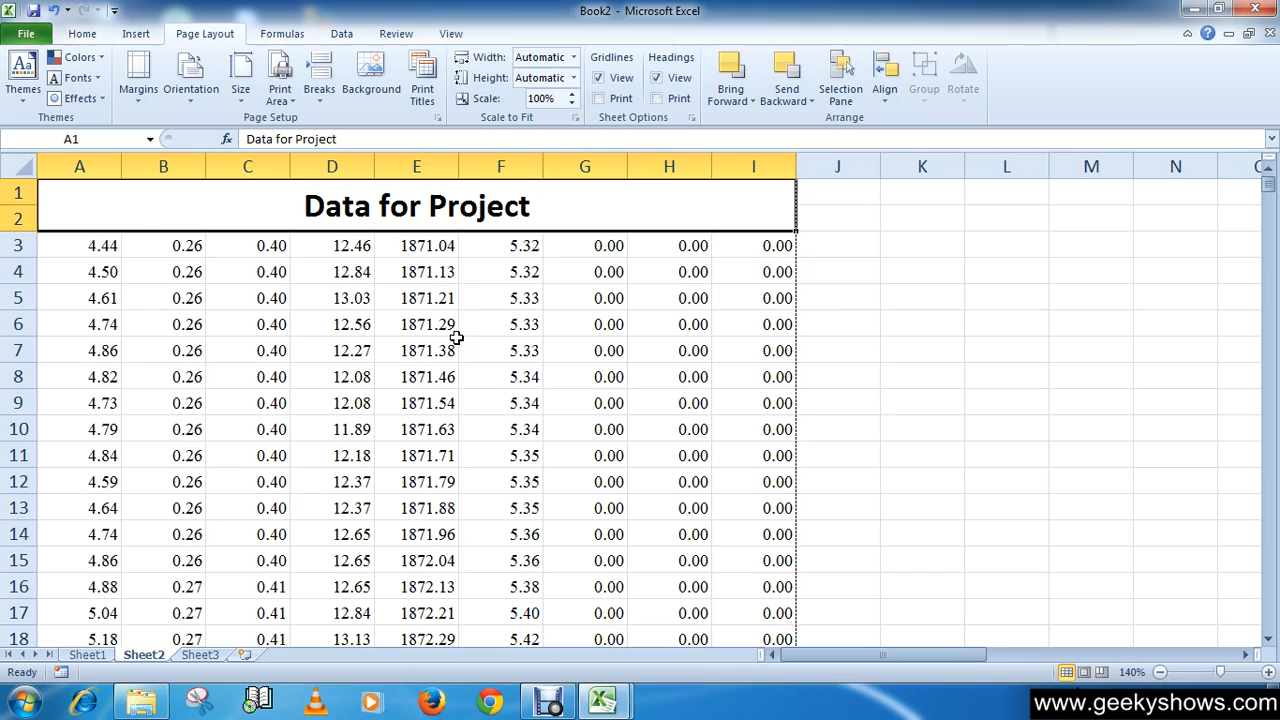 Book2 - Microsoft Excel
File Home Insert Page Layout Formulas Data Review View
Themes
Colors
Fonts
Effects
Themes
Margins
Orientation
Size
Print Area
Breaks
Background
Print Titles
Page Setup
Width: Automatic
Height: Automatic
Scale: 100%
Scale to Fit
Gridlines Headings
View View
Print Print
Sheet Options
Bring Forward
Send Backward
Selection Pane
Align
Group
Rotate
Arrange
A1 fx Data for Project
A B C D E F G H I J K L M N
1 Data for Project
2
3 4.44 0.26 0.40 12.46 1871.04 5.32 0.00 0.00 0.00
4 4.50 0.26 0.40 12.84 1871.13 5.32 0.00 0.00 0.00
5 4.61 0.26 0.40 13.03 1871.21 5.33 0.00 0.00 0.00
6 4.74 0.26 0.40 12.56 1871.29 5.33 0.00 0.00 0.00
7 4.86 0.26 0.40 12.27 1871.38 5.33 0.00 0.00 0.00
8 4.82 0.26 0.40 12.08 1871.46 5.34 0.00 0.00 0.00
9 4.73 0.26 0.40 12.08 1871.54 5.34 0.00 0.00 0.00
10 4.79 0.26 0.40 11.89 1871.63 5.34 0.00 0.00 0.00
11 4.84 0.26 0.40 12.18 1871.71 5.35 0.00 0.00 0.00
12 4.59 0.26 0.40 12.37 1871.79 5.35 0.00 0.00 0.00
13 4.64 0.26 0.40 12.37 1871.88 5.35 0.00 0.00 0.00
14 4.74 0.26 0.40 12.65 1871.96 5.36 0.00 0.00 0.00
15 4.86 0.26 0.40 12.65 1872.04 5.36 0.00 0.00 0.00
16 4.88 0.27 0.41 12.65 1872.13 5.38 0.00 0.00 0.00
17 5.04 0.27 0.41 12.84 1872.21 5.40 0.00 0.00 0.00
18 5.18 0.27 0.41 13.13 1872.29 5.42 0.00 0.00 0.00
Sheet1 Sheet2 Sheet3
Ready 140%
www.geekyshows.com